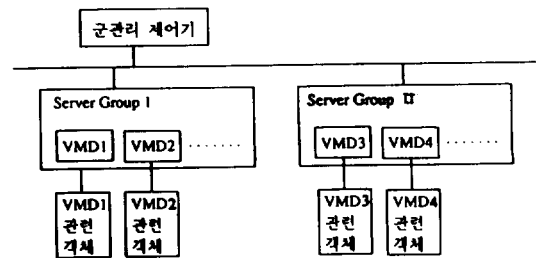 군관리 제어기
Server Group I
Server Group II
VMD1
VMD2
.......
VMD3
VMD4
.......
VMD1
관련
객체
VMD2
관련
객체
VMD3
관련
객체
VMD4
관련
객체